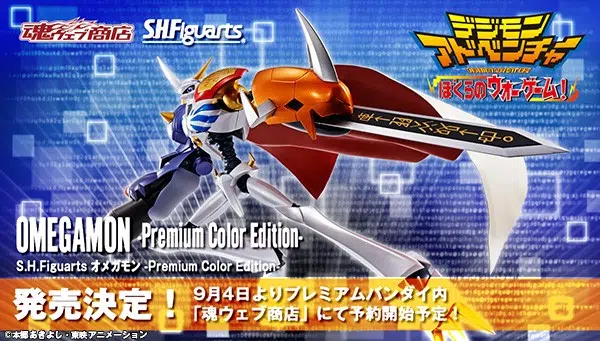 魂ウェブ商店 S.H.Figuarts
デジモン
アドベンチャー
ぼくらのウォーゲーム!
OMEGAMON -Premium Color Edition-
S.H.Figuarts オメガモン -Premium Color Edition-
発売決定!
9月4日よりプレミアムバンダイ内
「魂ウェブ商店」にて予約開始予定!
©本郷あきよし・東映アニメーション